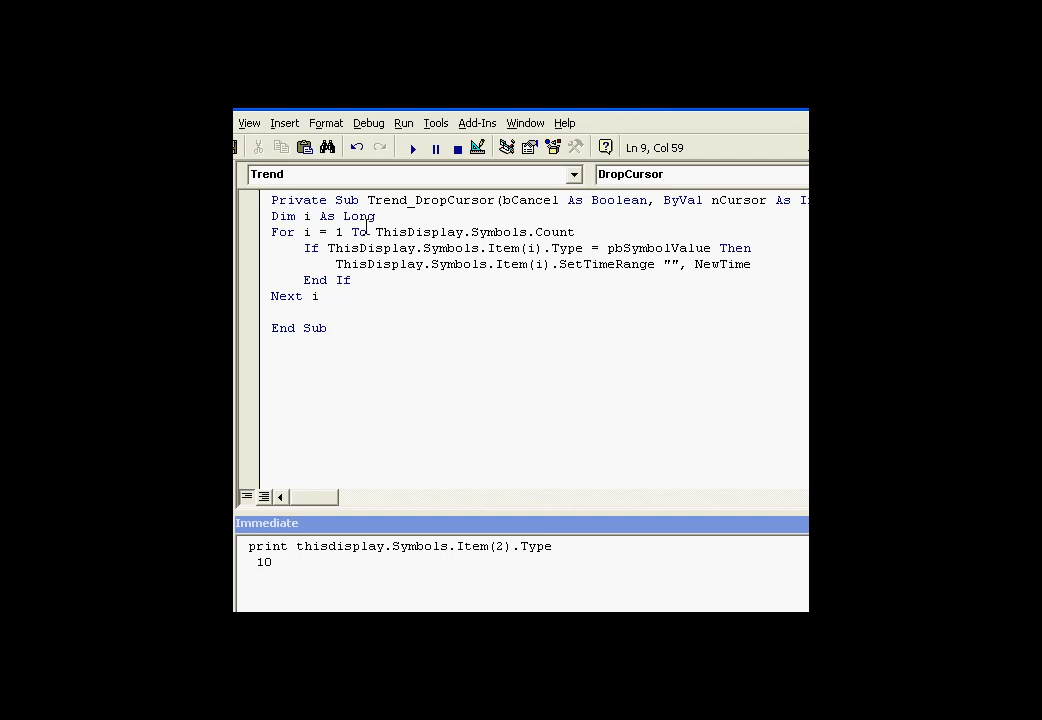 View Insert Format Debug Run Tools Add-Ins Window Help
Ln 9, Col 59
Trend DropCursor
Private Sub Trend_DropCursor(bCancel As Boolean, ByVal nCursor As
Dim i As Long
For i = 1 To ThisDisplay.Symbols.Count
If ThisDisplay.Symbols.Item(i).Type = pbSymbolValue Then
ThisDisplay.Symbols.Item(i).SetTimeRange "", NewTime
End If
Next i
End Sub
Immediate
print thisdisplay.Symbols.Item(2).Type
10